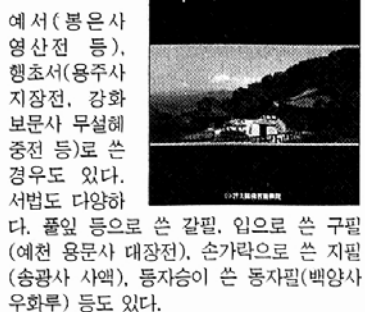 예서(봉은사
영산전 등),
행초서(용주사
지장전, 강화
보문사 무설혜
중전 등)로 쓴
경우도 있다.
서법도 다양하
다. 풀잎 등으로 쓴 갈필, 입으로 쓴 구필
(예천 용문사 대장전), 손가락으로 쓴 지필
(송광사 사액), 등자승이 쓴 동자필(백양사
우화루) 등도 있다.